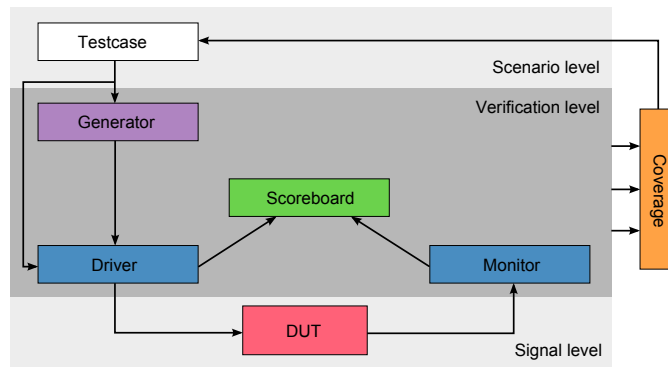 Testcase
Scenario level
Verification level
Generator
Coverage
Scoreboard
Driver
Monitor
DUT
Signal level